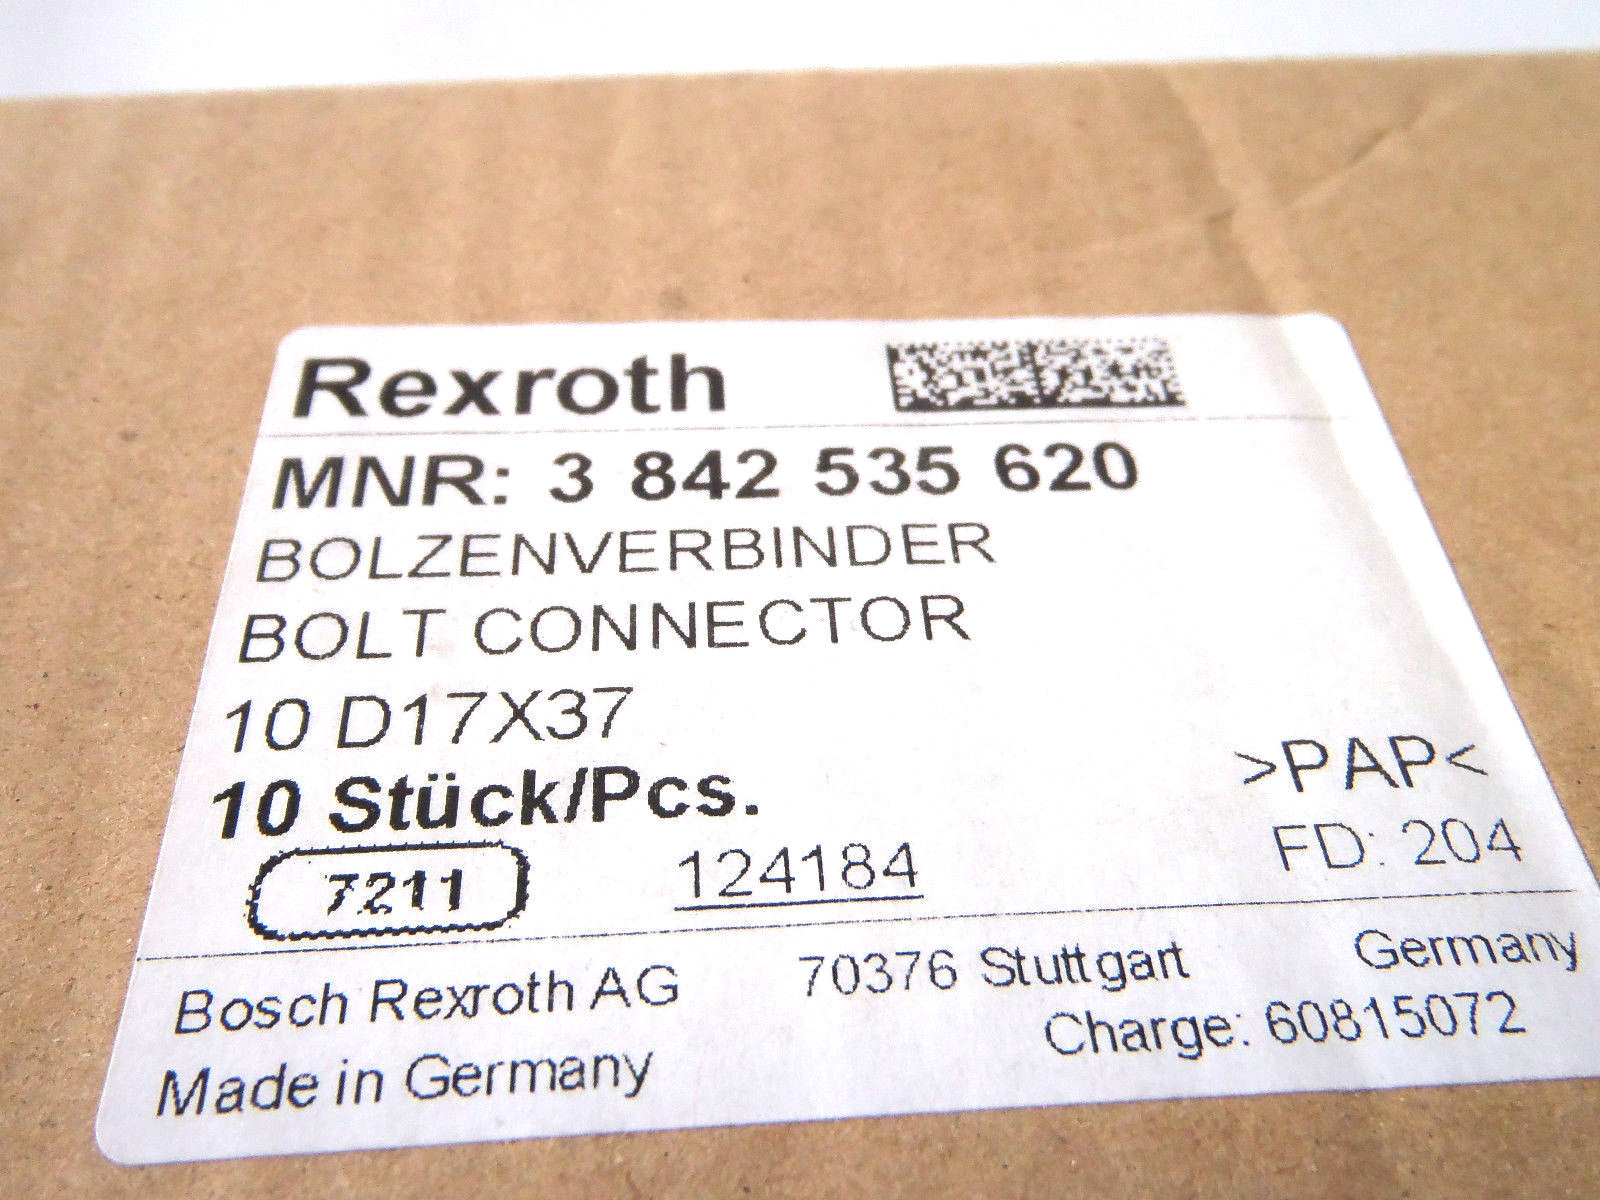 Rexroth
MNR: 3 842 535 620
BOLZENVERBINDER
BOLT CONNECTOR
10 D17X37
10 Stück/Pcs.
>PAP<
7211 124184 FD: 204
Bosch Rexroth AG 70376 Stuttgart Germany
Made in Germany Charge: 60815072